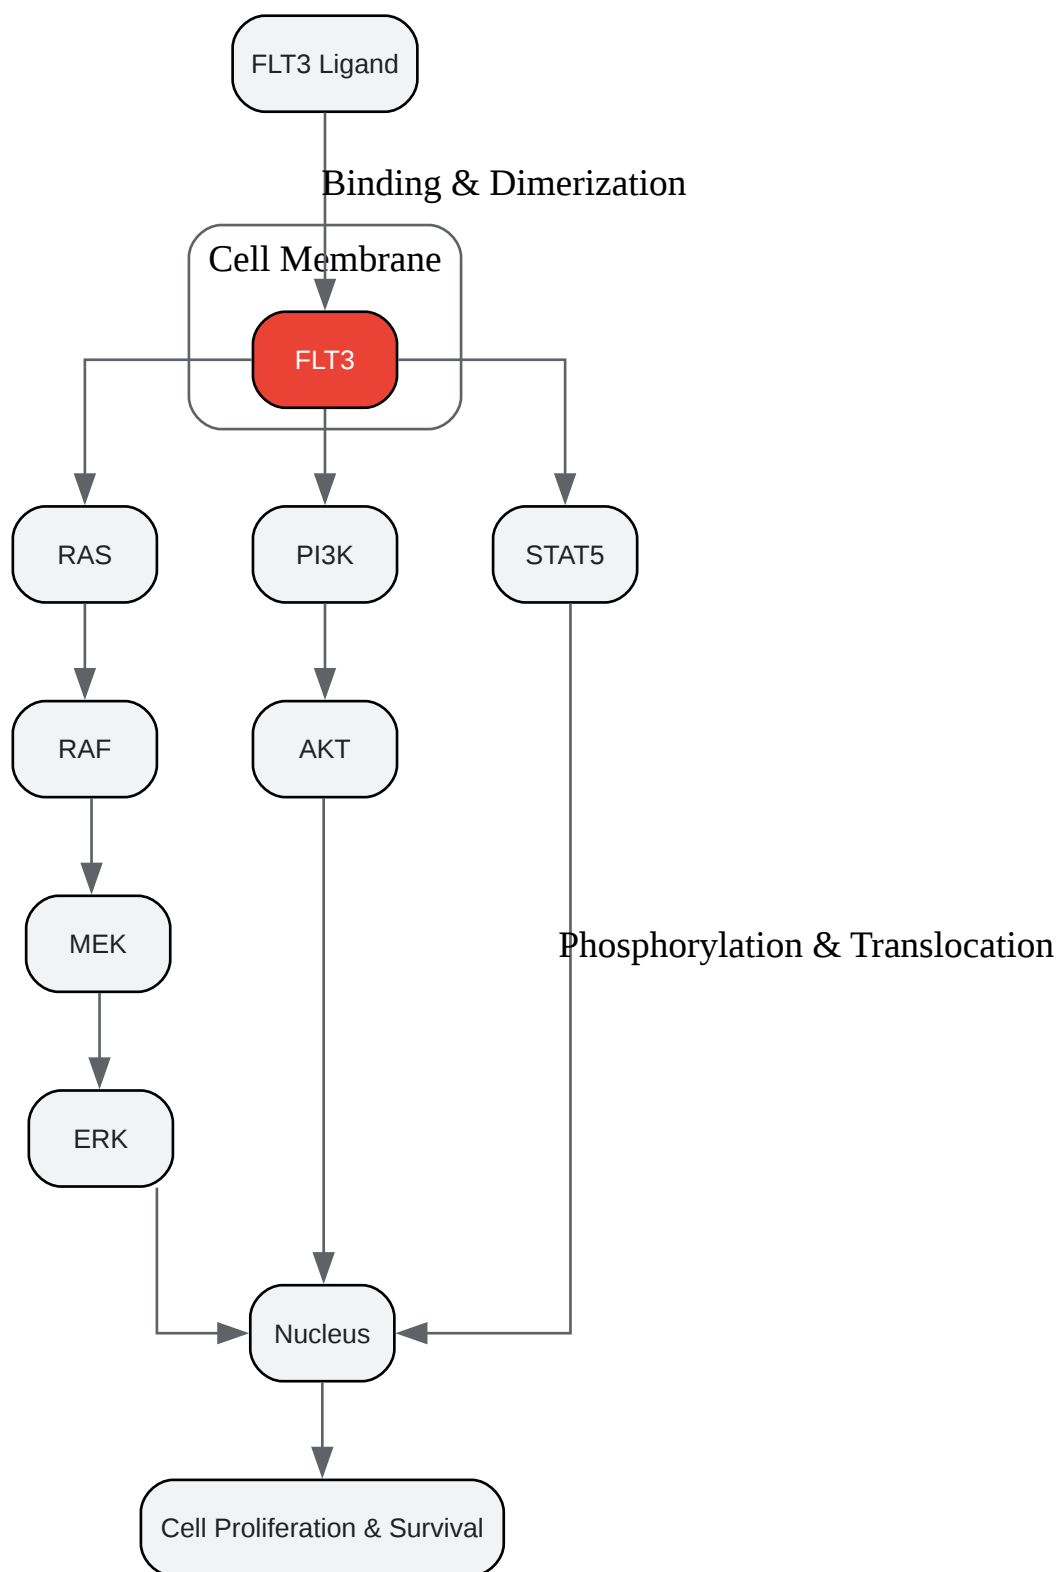 FLT3 Ligand
Binding & Dimerization
Cell Membrane
FLT3
RAS
PI3K
STAT5
RAF
AKT
MEK
Phosphorylation & Translocation
ERK
Nucleus
Cell Proliferation & Survival